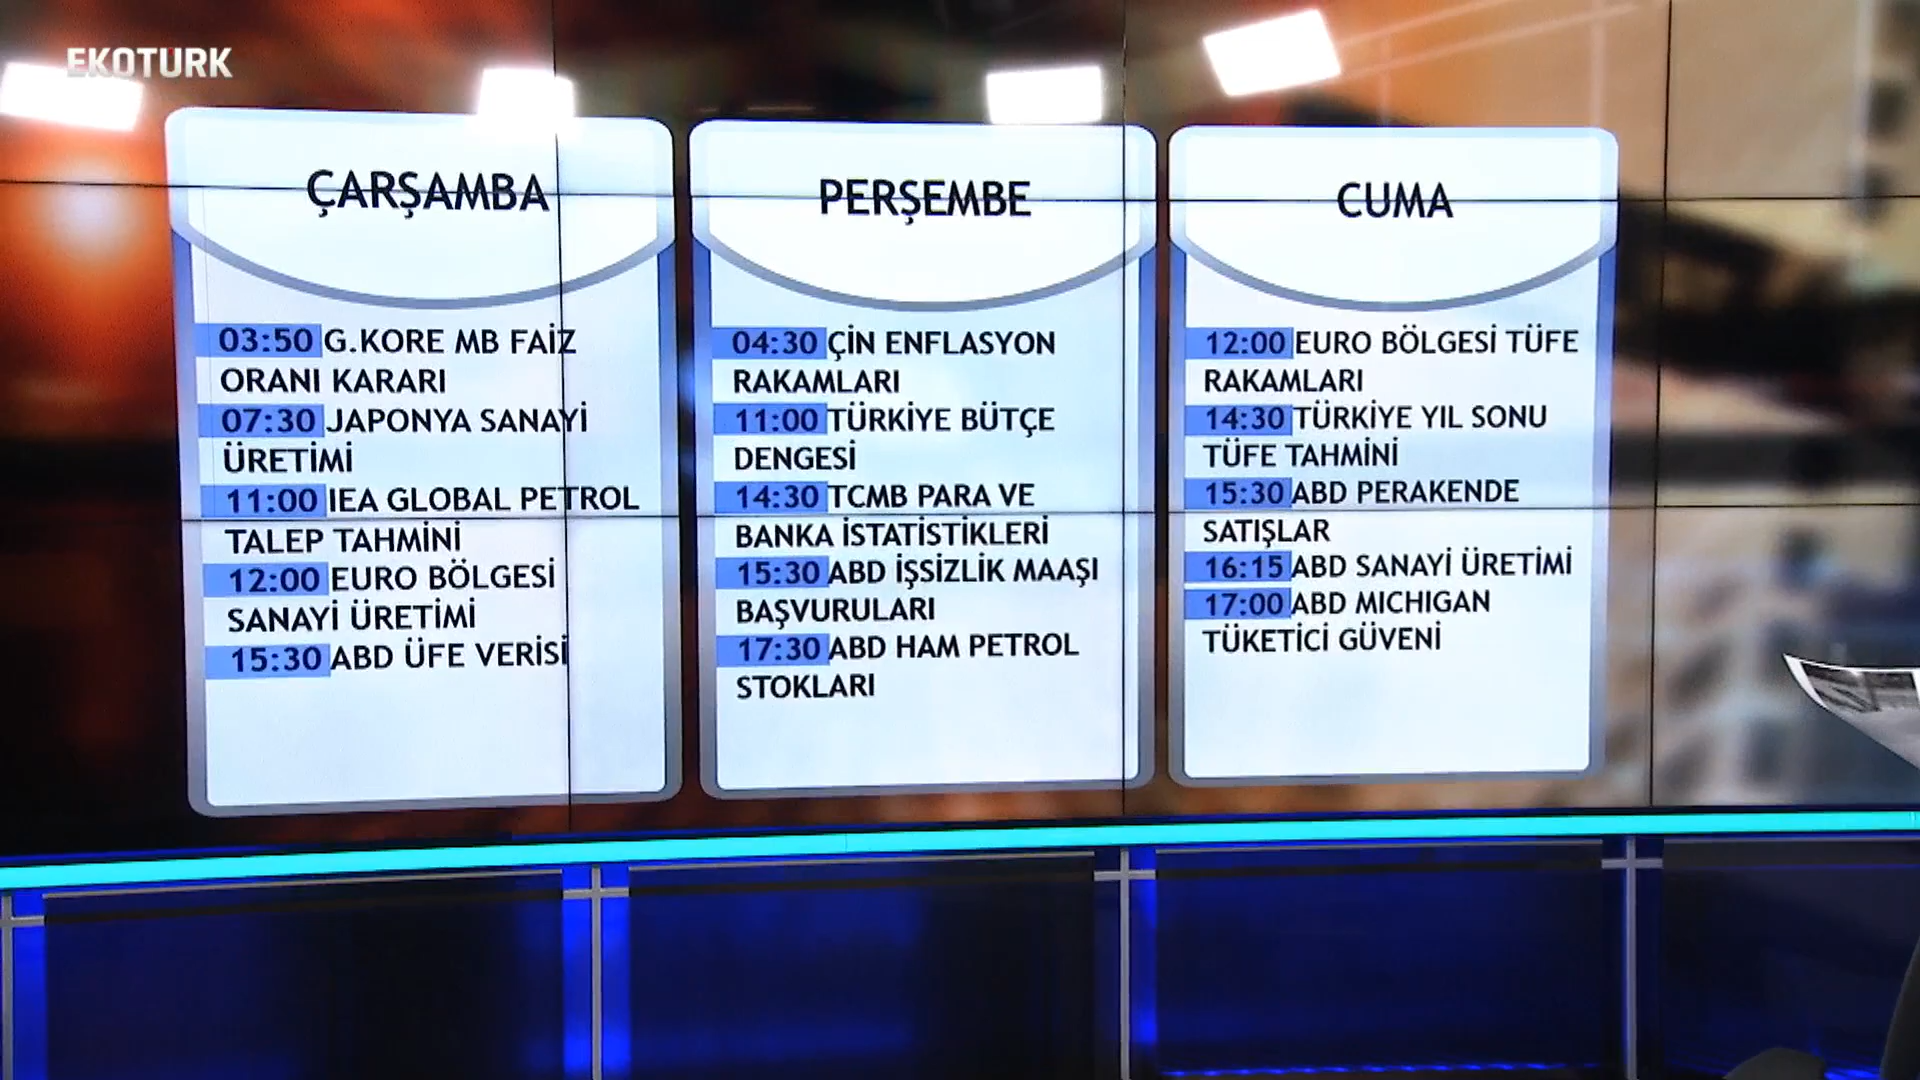 EKOTÜRK
ÇARŞAMBA
03:50 G.KORE MB FAİZ
ORANI KARARI
07:30 JAPONYA SANAYİ
ÜRETİMİ
11:00 IEA GLOBAL PETROL
TALEP TAHMİNİ
12:00 EURO BÖLGESİ
SANAYİ ÜRETİMİ
15:30 ABD ÜFE VERİSİ
PERŞEMBE
04:30 ÇİN ENFLASYON
RAKAMLARI
11:00 TÜRKİYE BÜTÇE
DENGESİ
14:30 TCMB PARA VE
BANKA İSTATİSTİKLERİ
15:30 ABD İŞSİZLİK MAAŞI
BAŞVURULARI
17:30 ABD HAM PETROL
STOKLARI
CUMA
12:00 EURO BÖLGESİ TÜFE
RAKAMLARI
14:30 TÜRKİYE YIL SONU
TÜFE TAHMİNİ
15:30 ABD PERAKENDE
SATIŞLAR
16:15 ABD SANAYİ ÜRETİMİ
17:00 ABD MICHIGAN
TÜKETİCİ GÜVENİ